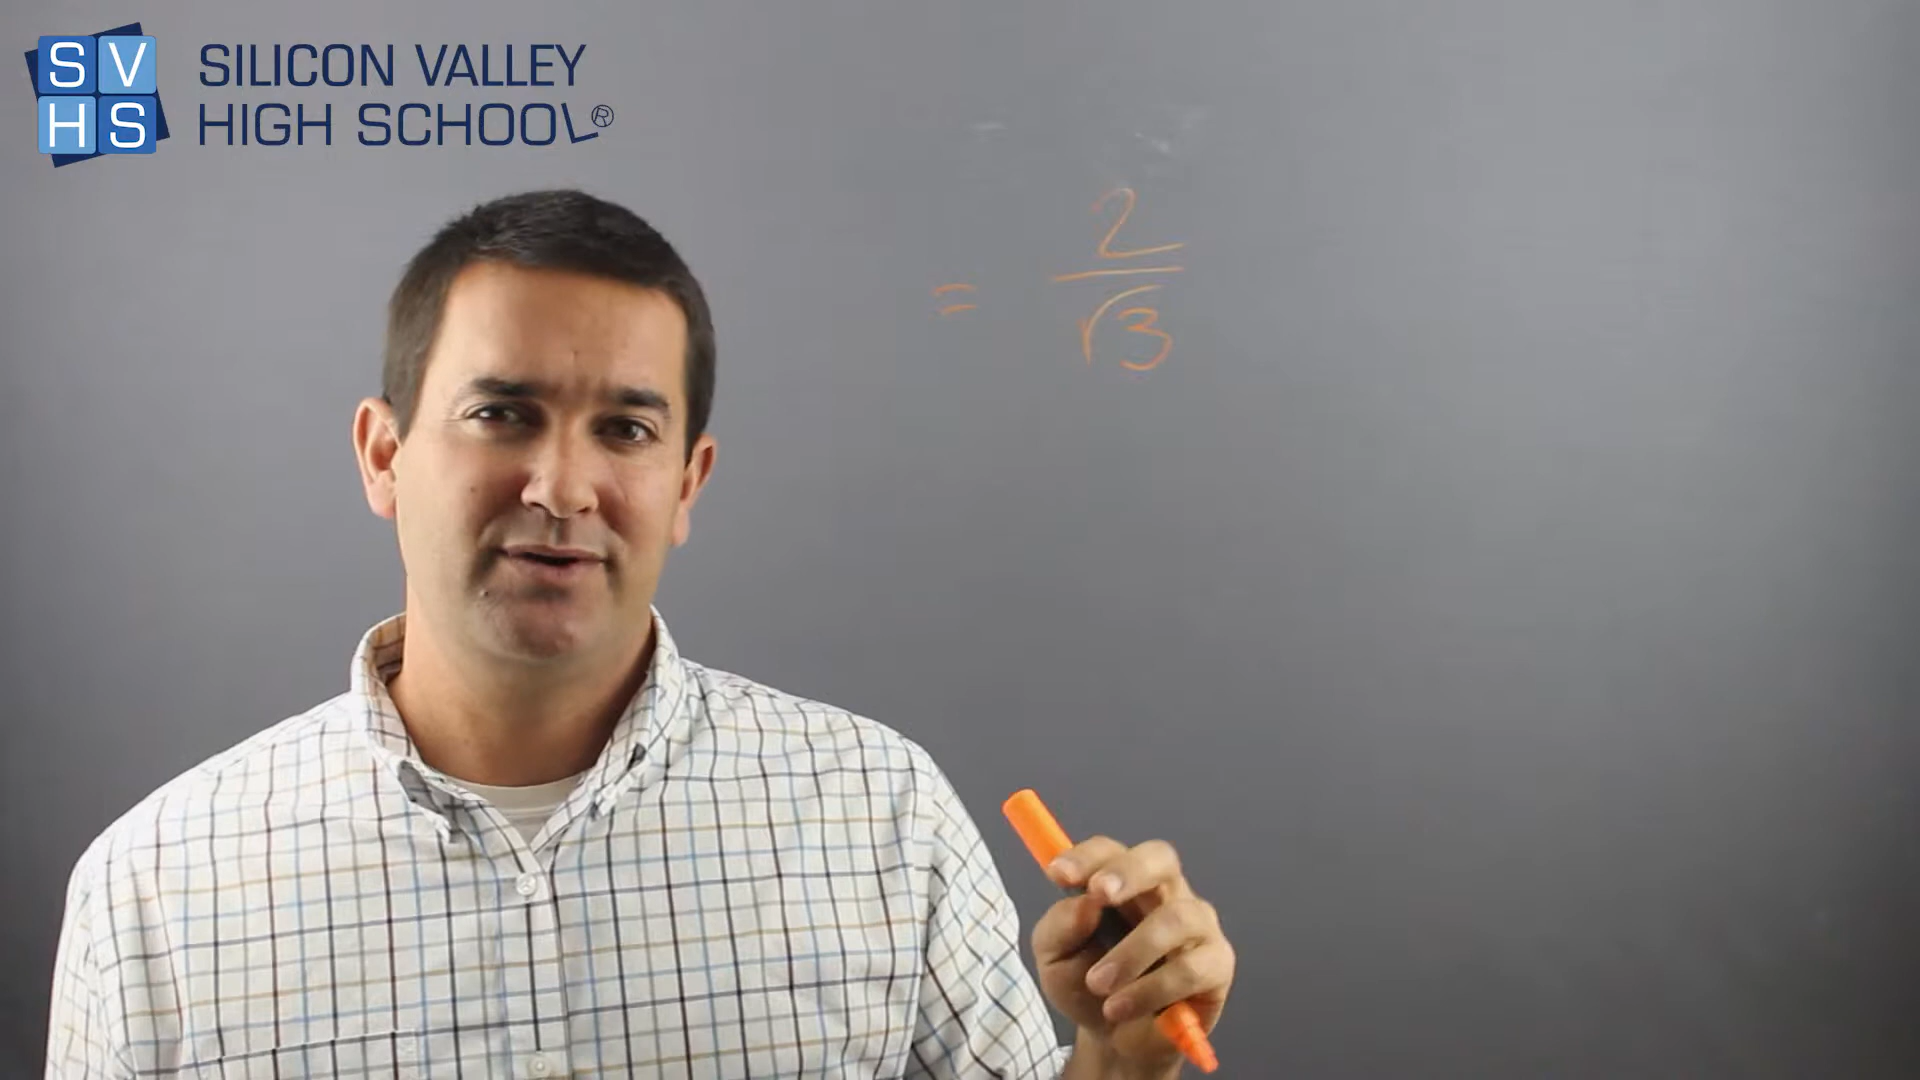 SV
HS
SILICON VALLEY
HIGH SCHOOL®
= 2
√3